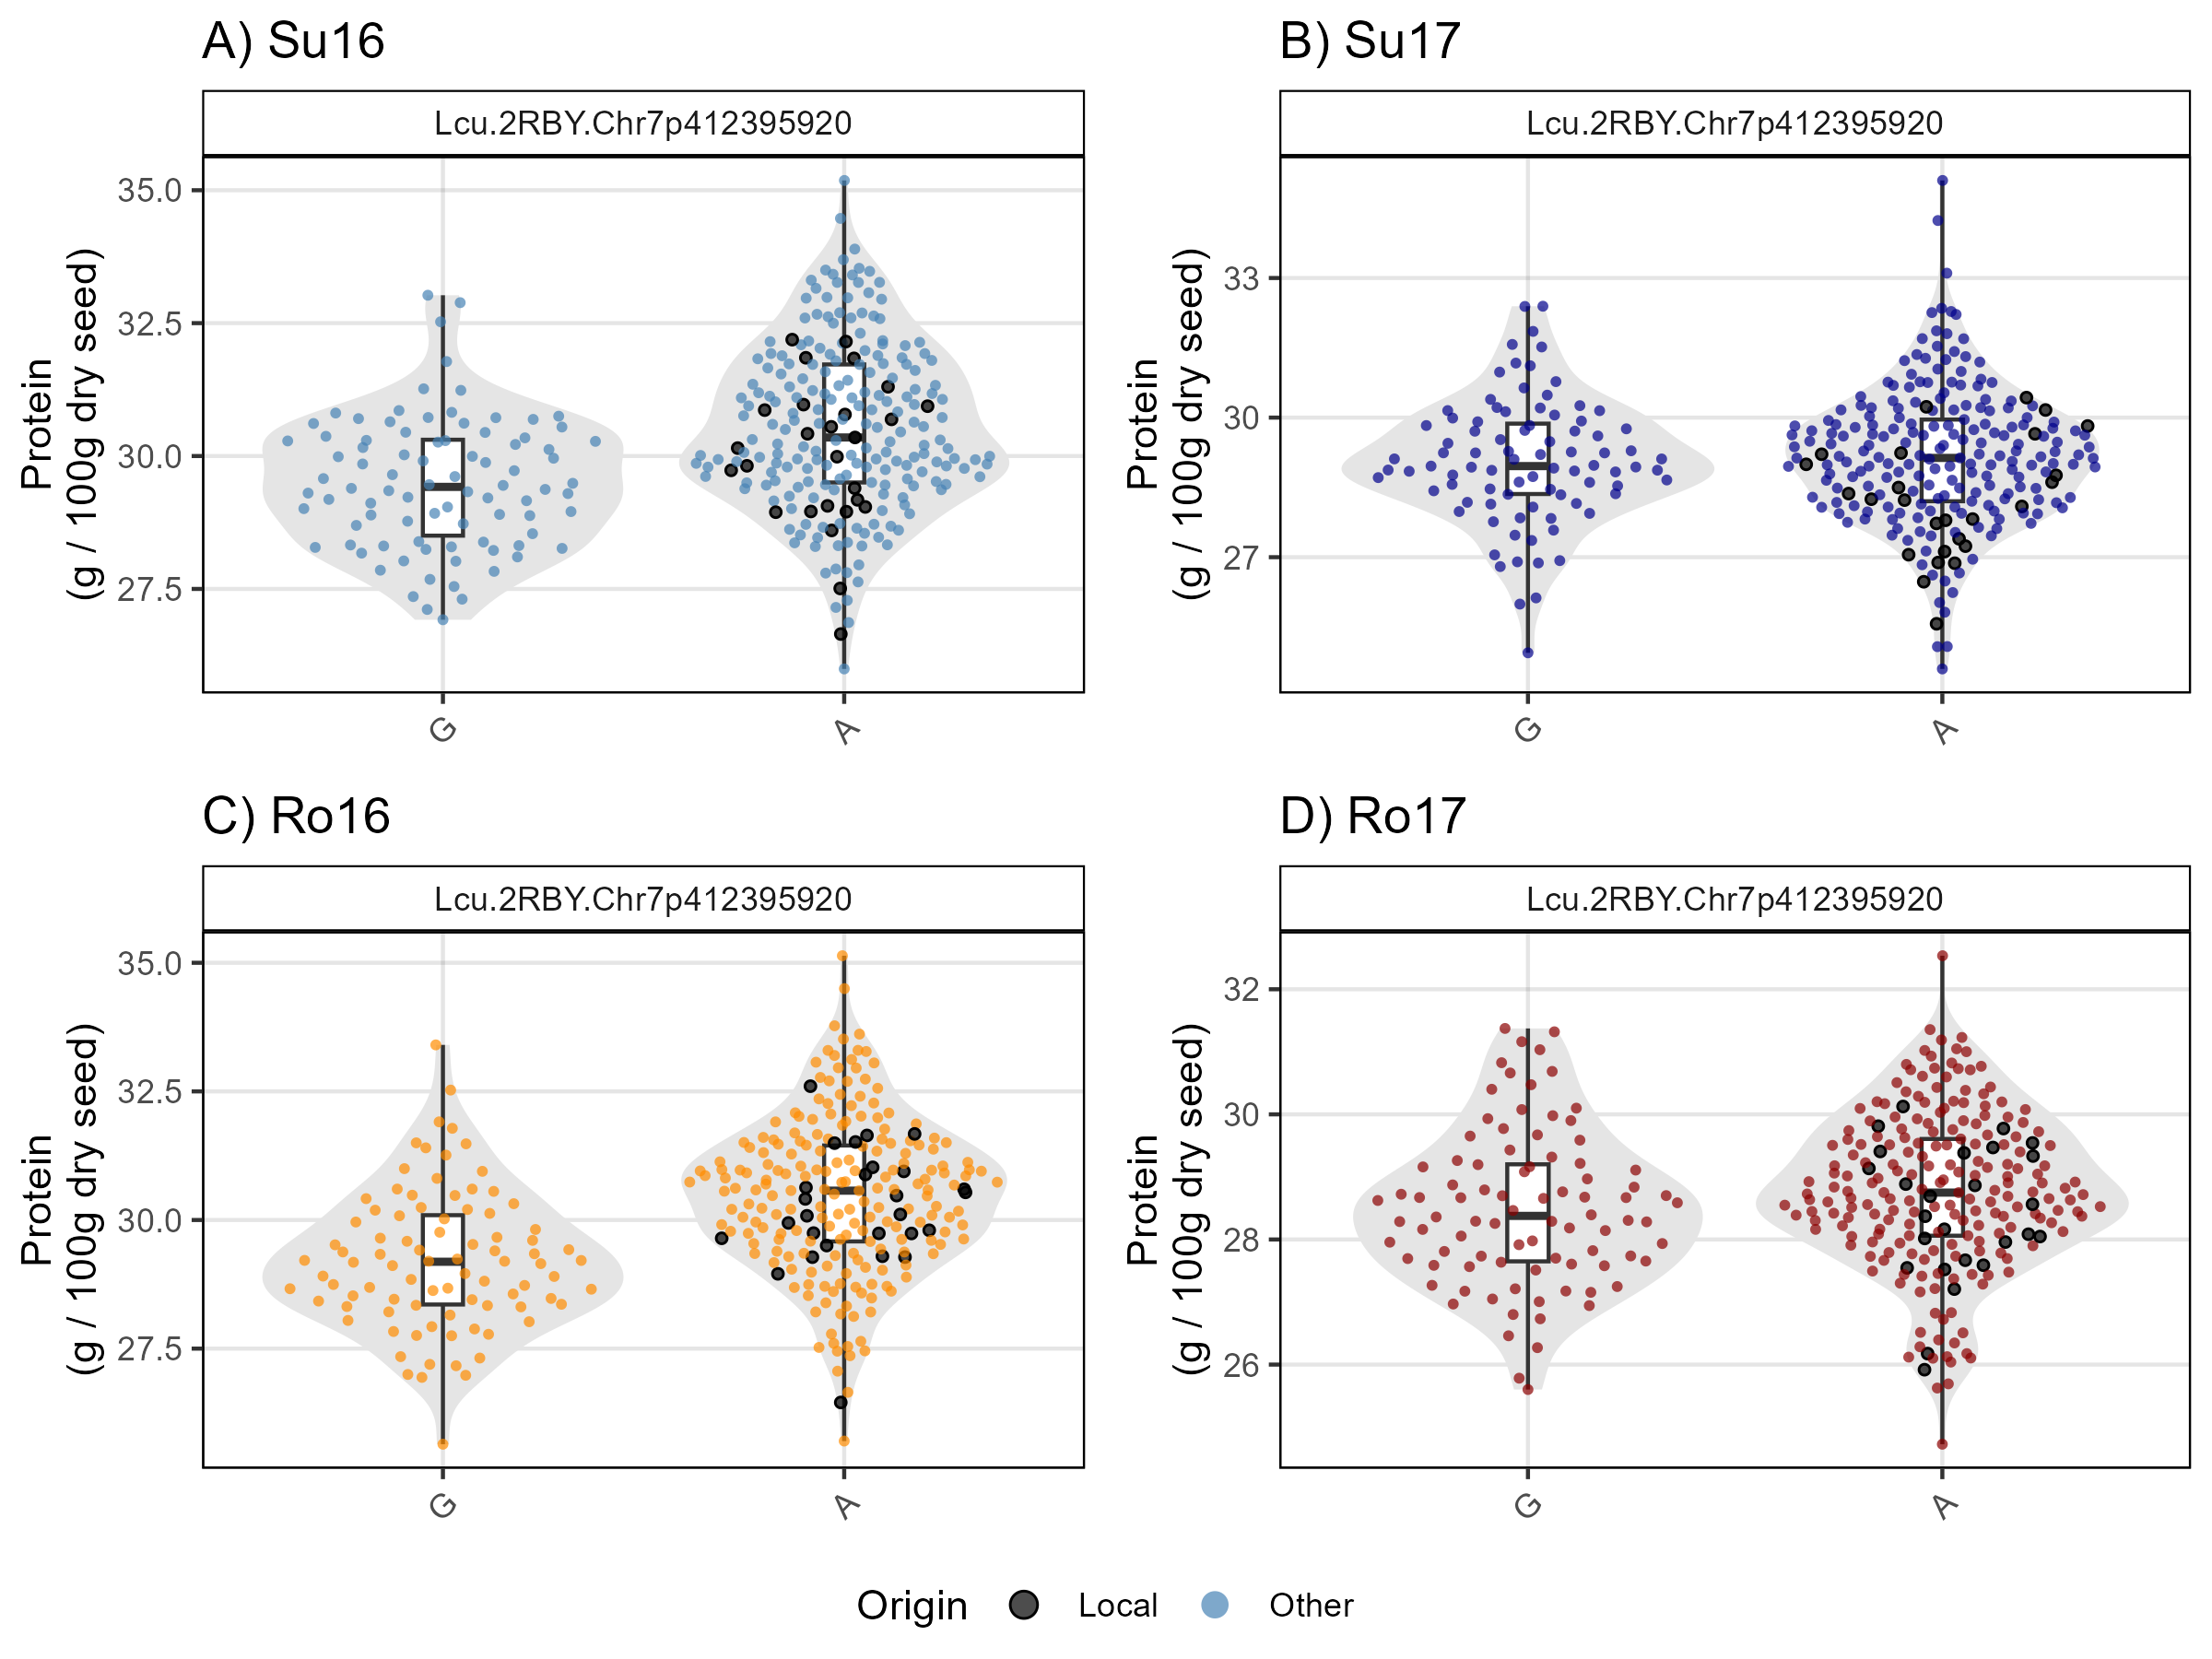 A) Su16
Lcu.2RBY.Chr7p412395920
Protein
(g / 100g dry seed)
35.0
32.5
30.0
27.5
G
A
B) Su17
Lcu.2RBY.Chr7p412395920
Protein
(g / 100g dry seed)
33
30
27
G
A
C) Ro16
Lcu.2RBY.Chr7p412395920
Protein
(g / 100g dry seed)
35.0
32.5
30.0
27.5
G
A
D) Ro17
Lcu.2RBY.Chr7p412395920
Protein
(g / 100g dry seed)
32
30
28
26
G
A
Origin Local Other